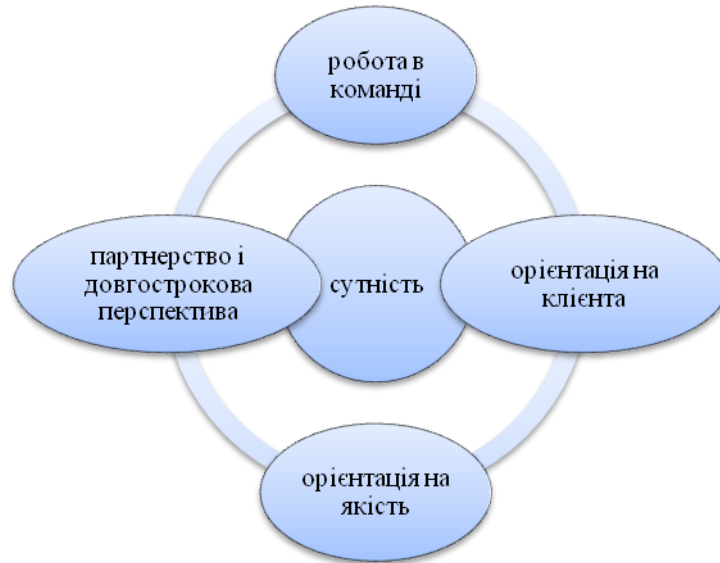 робота в
команді
партнерство і
довгострокова
перспектива
сутність
орієнтація на
клієнта
орієнтація на
якість